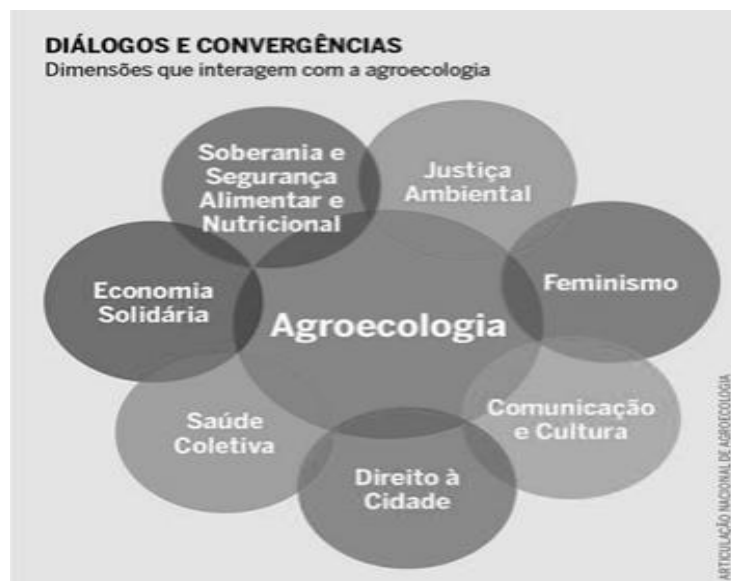 DIÁLOGOS E CONVERGÊNCIAS
Dimensões que interagem com a agroecologia
Soberania e
Segurança
Alimentar e
Nutricional
Justiça
Ambiental
Economia
Solidária
Feminismo
Agroecologia
Saúde
Coletiva
Comunicação
e Cultura
Direito à
Cidade
ARTICULAÇÃO NACIONAL DE AGROECOLOGIA